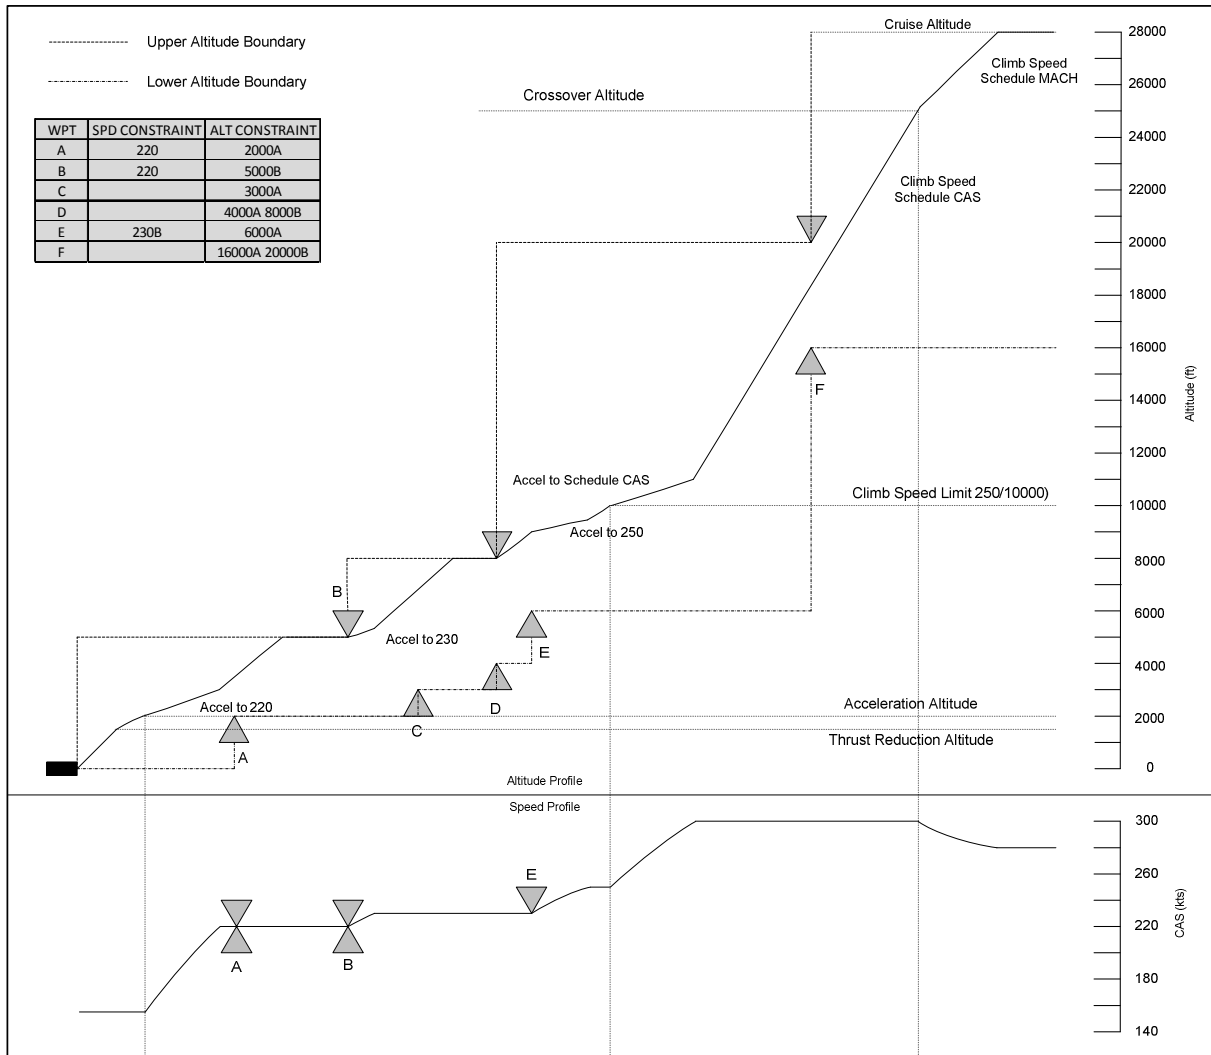 Upper Altitude Boundary
Lower Altitude Boundary
WPT SPD CONSTRAINT ALT CONSTRAINT
A 220 2000A
B 220 5000B
C 3000A
D 4000A 8000B
E 230B 6000A
F 16000A 20000B
Cruise Altitude
Climb Speed
Schedule MACH
Crossover Altitude
Climb Speed
Schedule CAS
F
Accel to Schedule CAS
Climb Speed Limit 250/10000)
Accel to 250
B
Accel to 230
E
D
Accel to 220
C
A
Acceleration Altitude
Thrust Reduction Altitude
28000
26000
24000
22000
20000
18000
16000
14000
12000
10000
8000
6000
4000
2000
0
Altitude (ft)
Altitude Profile
Speed Profile
E
A
B
300
260
220
180
140
CAS (kts)